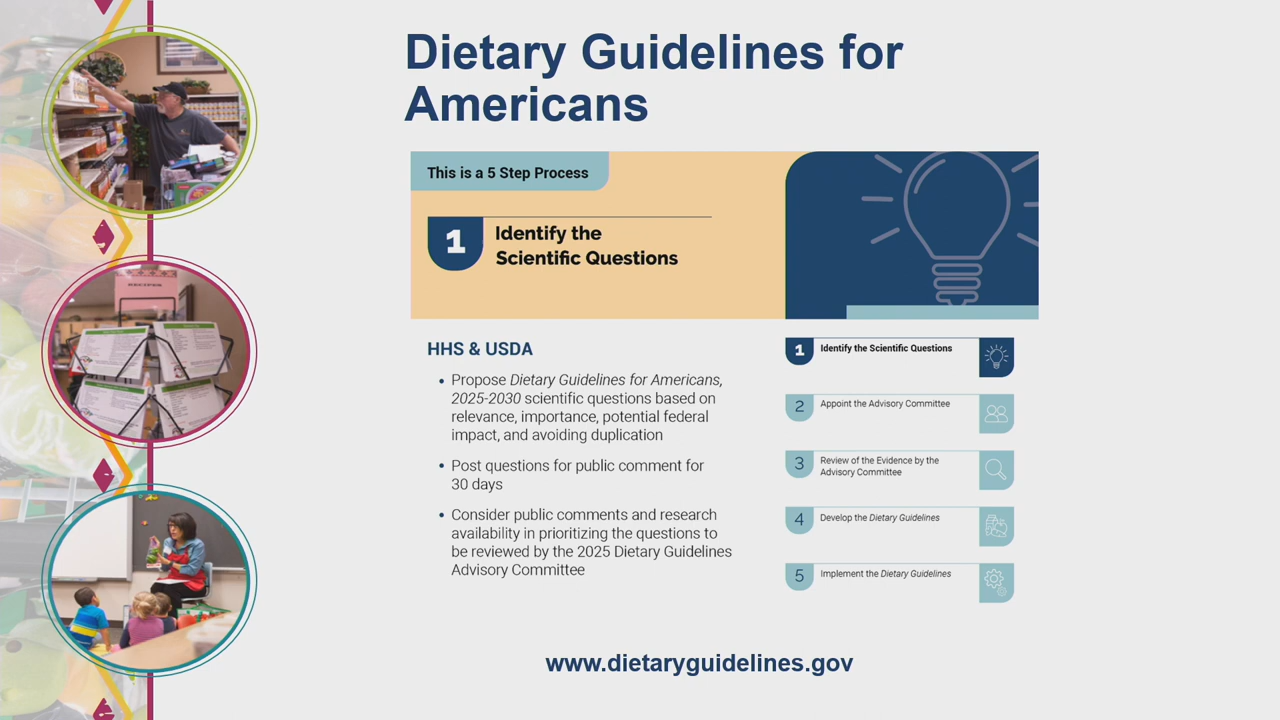 Dietary Guidelines for
Americans
This is a 5 Step Process
1
Identify the
Scientific Questions
HHS & USDA
• Propose Dietary Guidelines for Americans,
2025-2030 scientific questions based on
relevance, importance, potential federal
impact, and avoiding duplication
• Post questions for public comment for
30 days
• Consider public comments and research
availability in prioritizing the questions to
be reviewed by the 2025 Dietary Guidelines
Advisory Committee
1 Identify the Scientific Questions
2 Appoint the Advisory Committee
3 Review of the Evidence by the
Advisory Committee
4 Develop the Dietary Guidelines
5 Implement the Dietary Guidelines
www.dietaryguidelines.gov